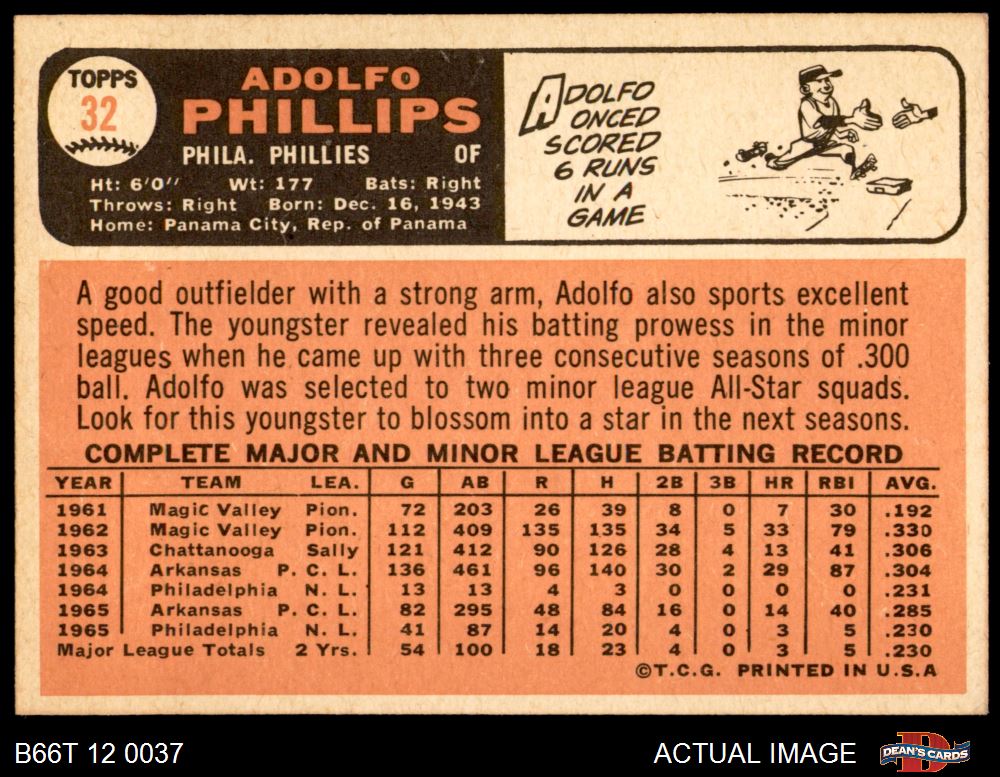 TOPPS
32
ADOLFO
PHILLIPS
PHILA. PHILLIES OF
Ht: 6'0" Wt: 177 Bats: Right
Throws: Right Born: Dec. 16, 1943
Home: Panama City, Rep. of Panama
ADOLFO
ONCED
SCORED
6 RUNS
IN A
GAME
A good outfielder with a strong arm, Adolfo also sports excellent
speed. The youngster revealed his batting prowess in the minor
leagues when he came up with three consecutive seasons of .300
ball. Adolfo was selected to two minor league All-Star squads.
Look for this youngster to blossom into a star in the next seasons.
COMPLETE MAJOR AND MINOR LEAGUE BATTING RECORD
YEAR TEAM LEA. G AB R H 2B 3B HR RBI AVG.
1961 Magic Valley Pion. 72 203 26 39 8 0 7 30 .192
1962 Magic Valley Pion. 112 409 135 135 34 5 33 79 .330
1963 Chattanooga Sally 121 412 90 126 28 4 13 41 .306
1964 Arkansas P. C. L. 136 461 96 140 30 2 29 87 .304
1964 Philadelphia N. L. 13 13 4 3 0 0 0 0 .231
1965 Arkansas P. C. L. 82 295 48 84 16 0 14 40 .285
1965 Philadelphia N. L. 41 87 14 20 4 0 3 5 .230
Major League Totals 2 Yrs. 54 100 18 23 4 0 3 5 .230
©T.C.G. PRINTED IN U.S.A
B66T 12 0037 ACTUAL IMAGE DEAN'S CARDS